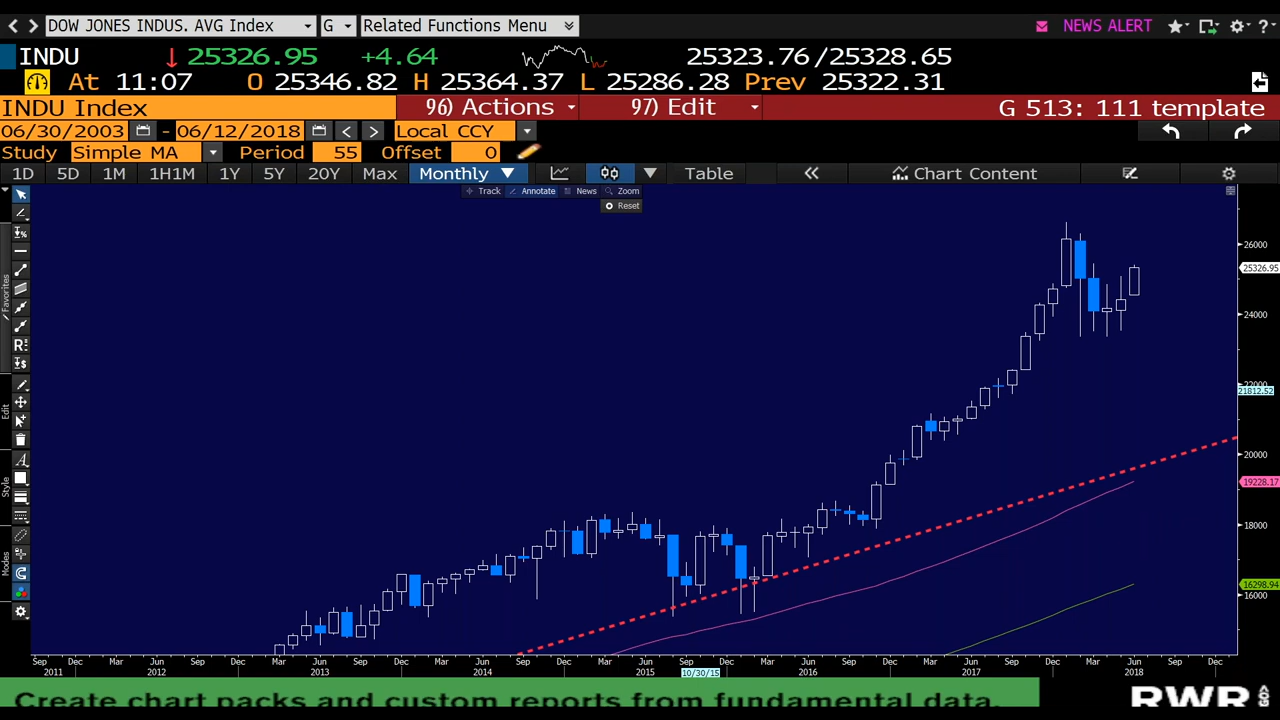 DOW JONES INDUS. AVG Index G Related Functions Menu NEWS ALERT
INDU 25326.95 +4.64 25323.76/25328.65
At 11:07 O 25346.82 H 25364.37 L 25286.28 Prev 25322.31
INDU Index 96) Actions 97) Edit G 513: 111 template
06/30/2003 - 06/12/2018 Local CCY
Study Simple MA Period 55 Offset 0
1D 5D 1M 1H1M 1Y 5Y 20Y Max Monthly Table Chart Content
Track Annotate News Zoom
Reset
26000
25326.95
24000
22000
21812.52
20000
19228.17
18000
16298.94
16000
Favorites
Edit
Style
Modes
Sep Dec Mar Jun Sep Dec Mar Jun Sep Dec Mar Jun Sep Dec Mar Jun Sep Dec Mar Jun Sep Dec Mar Jun Sep Dec Mar Jun Sep Dec
2011 2012 2013 2014 2015 10/30/15 2016 2017 2018
Create chart packs and custom reports from fundamental data.
RWR